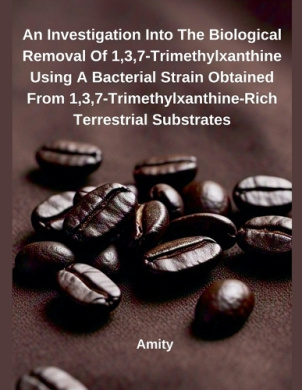 An Investigation Into The Biological
Removal Of 1,3,7-Trimethylxanthine
Using A Bacterial Strain Obtained
From 1,3,7-Trimethylxanthine-Rich
Terrestrial Substrates
Amity